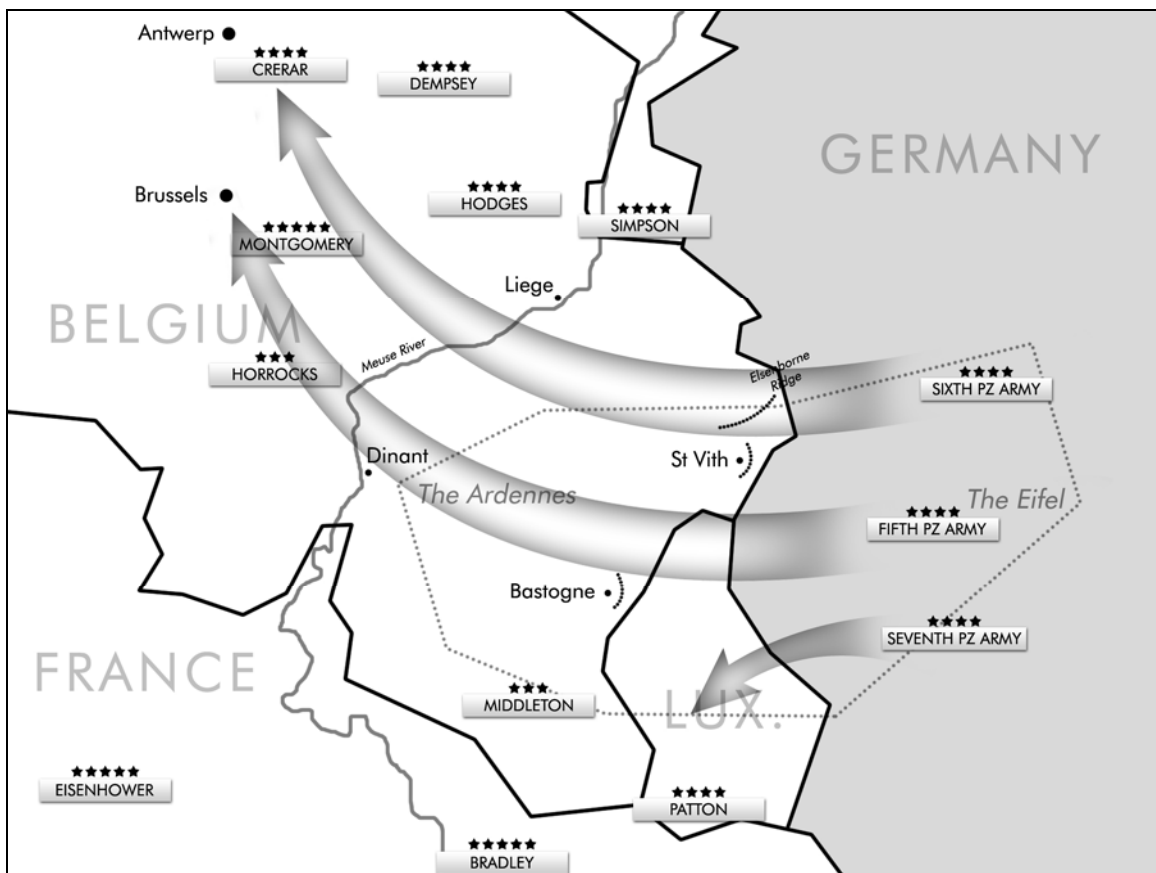 Antwerp
★★★★
CRERAR
★★★★
DEMPSEY
GERMANY
Brussels
★★★★
HODGES
★★★★
SIMPSON
★★★★★
MONTGOMERY
Liege
BELGIUM
Meuse River
★★★
HORROCKS
Elsenborne
Ridge
★★★★
SIXTH PZ ARMY
Dinant
St Vith
The Ardennes
The Eifel
★★★★
FIFTH PZ ARMY
Bastogne
★★★★
SEVENTH PZ ARMY
FRANCE
★★★
MIDDLETON
LUX.
★★★★★
EISENHOWER
★★★★
PATTON
★★★★★
BRADLEY